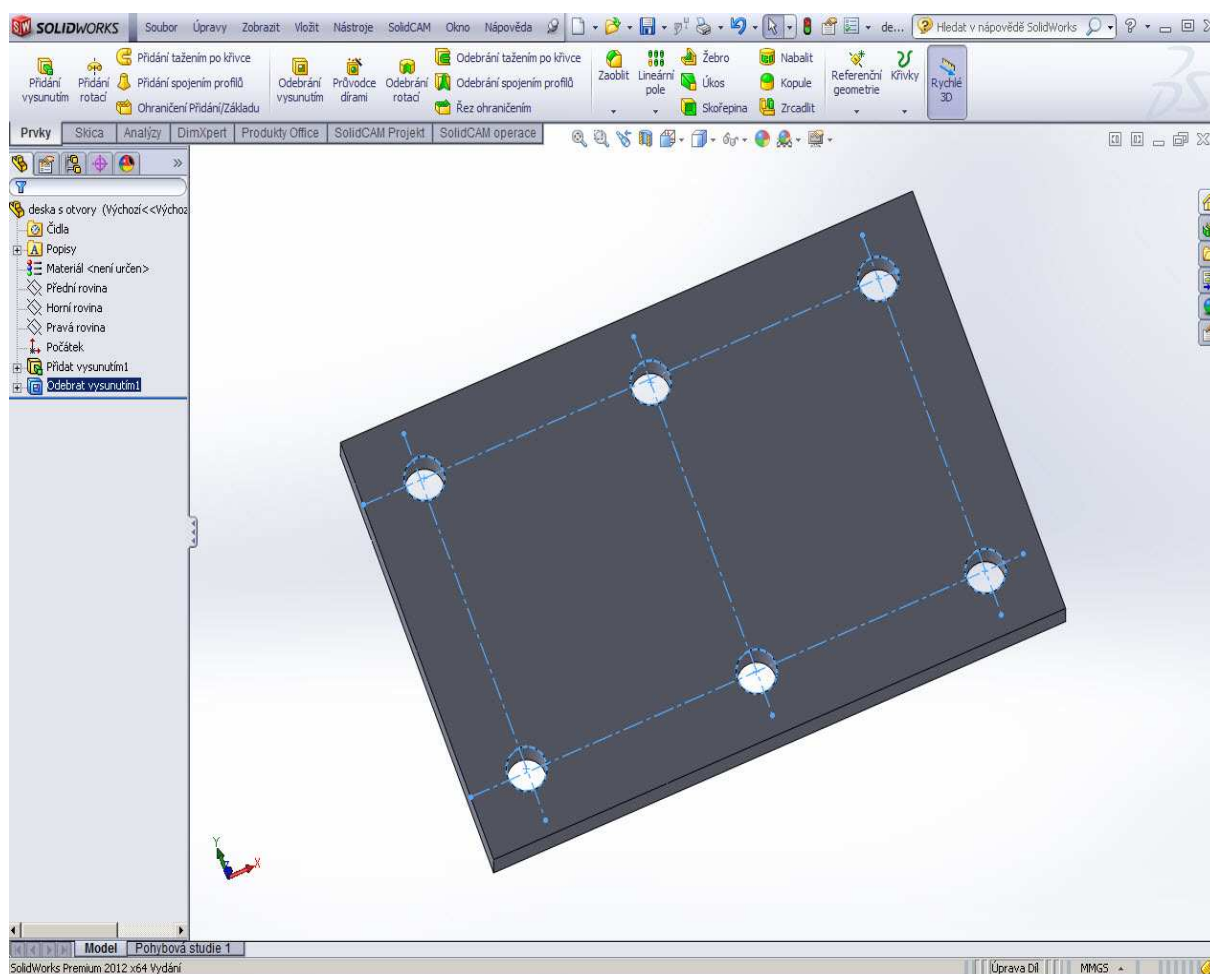 SOLIDWORKS Soubor Úpravy Zobrazit Vložit Nástroje SolidCAM Okno Nápověda de... Hledat v nápovědě SolidWorks
Přidání vysunutím
Přidání rotací
Přidání tažením po křivce
Přidání spojením profilů
Ohraničení Přidání/Základu
Odebrání vysunutím
Průvodce dírami
Odebrání rotací
Odebrání tažením po křivce
Odebrání spojením profilů
Řez ohraničením
Zaoblit
Lineární pole
Žebro
Úkos
Skořepina
Nabalit
Kopule
Zrcadlit
Referenční geometrie
Křivky
Rychlé 3D
Prvky Skica Analýzy DimXpert Produkty Office SolidCAM Projekt SolidCAM operace
deska s otvory (Výchozí<<Výchoz
Čidla
Popisy
Materiál <není určen>
Přední rovina
Horní rovina
Pravá rovina
Počátek
Přidat vysunutím1
Odebrat vysunutím1
Y
X
Model Pohybová studie 1
SolidWorks Premium 2012 x64 Vydání Úprava Díl MMGS